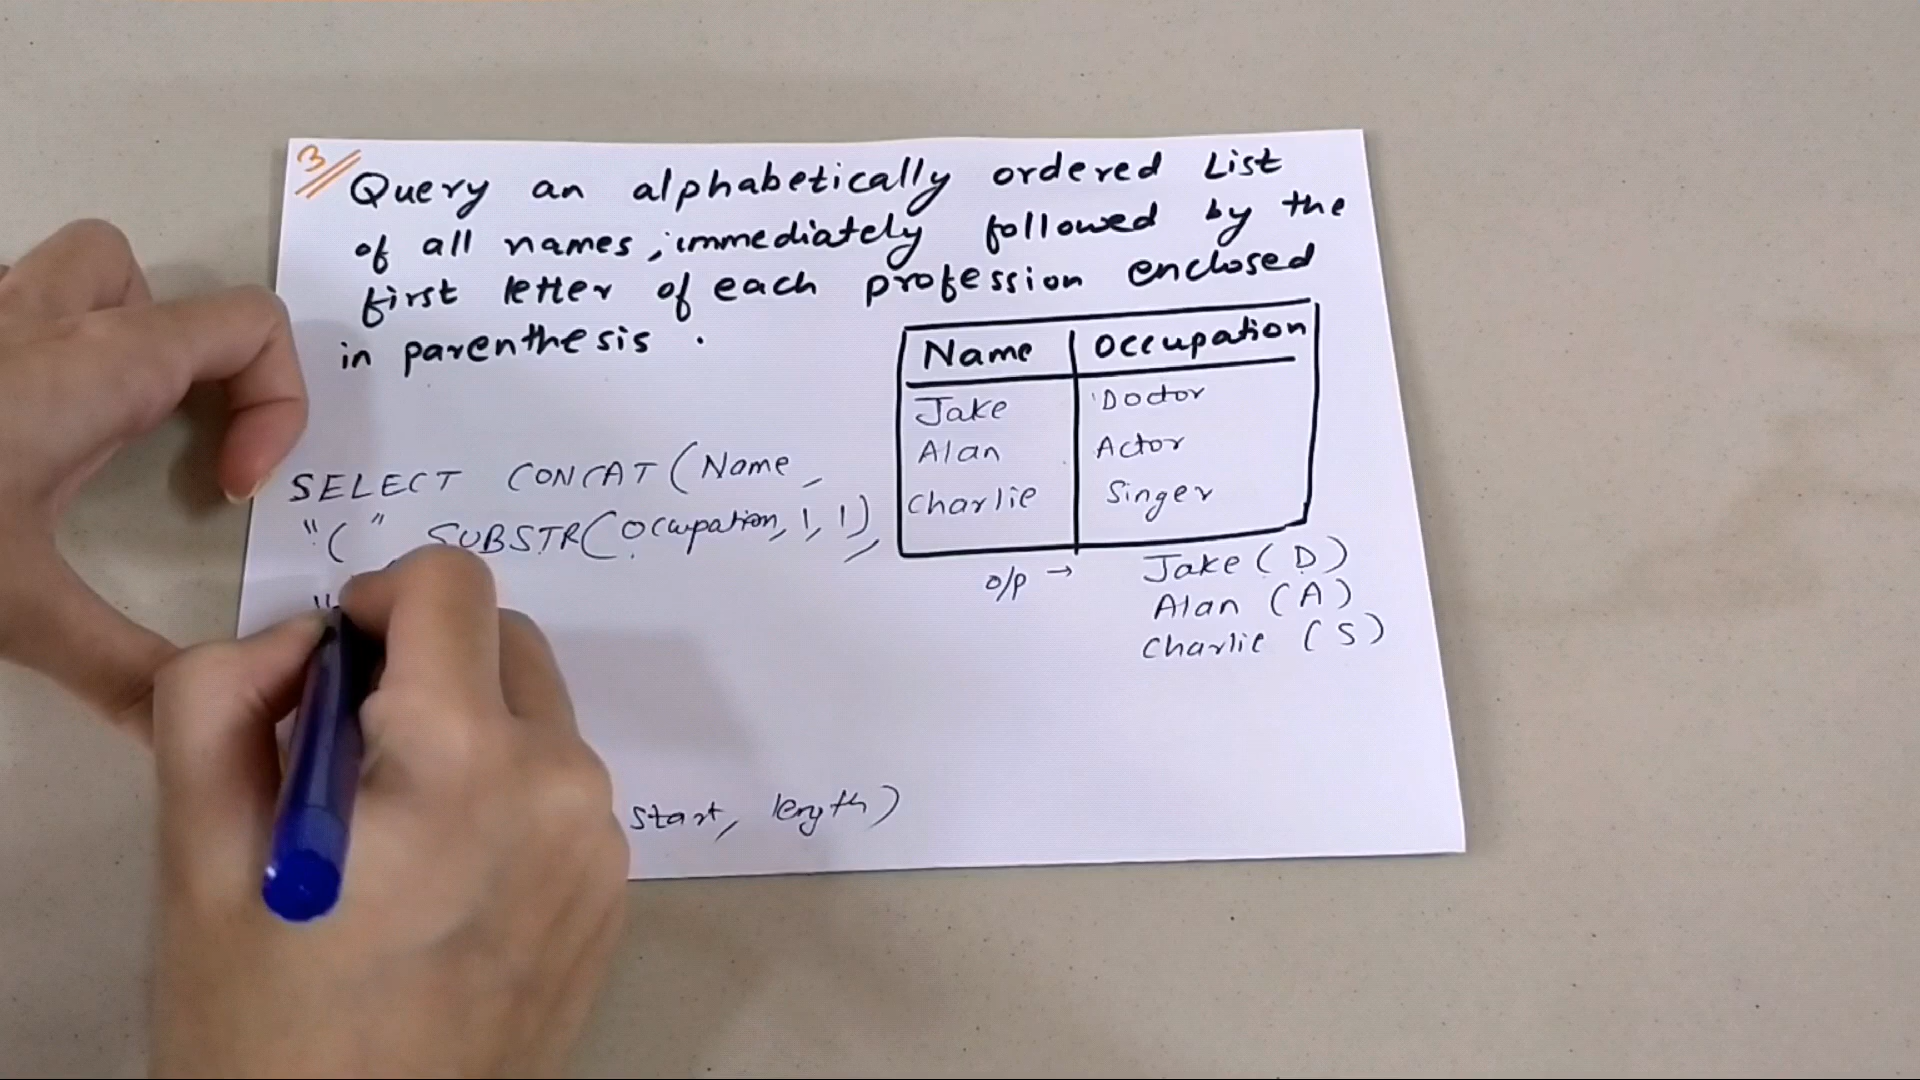 3
Query an alphabetically ordered List
of all names, immediately followed by the
first letter of each profession enclosed
in parenthesis .
Name Occupation
Jake Doctor
Alan Actor
Charlie Singer
SELECT CONCAT(Name,
"(" SUBSTR(Occupation, 1, 1),
"
o/p → Jake (D)
Alan (A)
Charlie (S)
start, length)